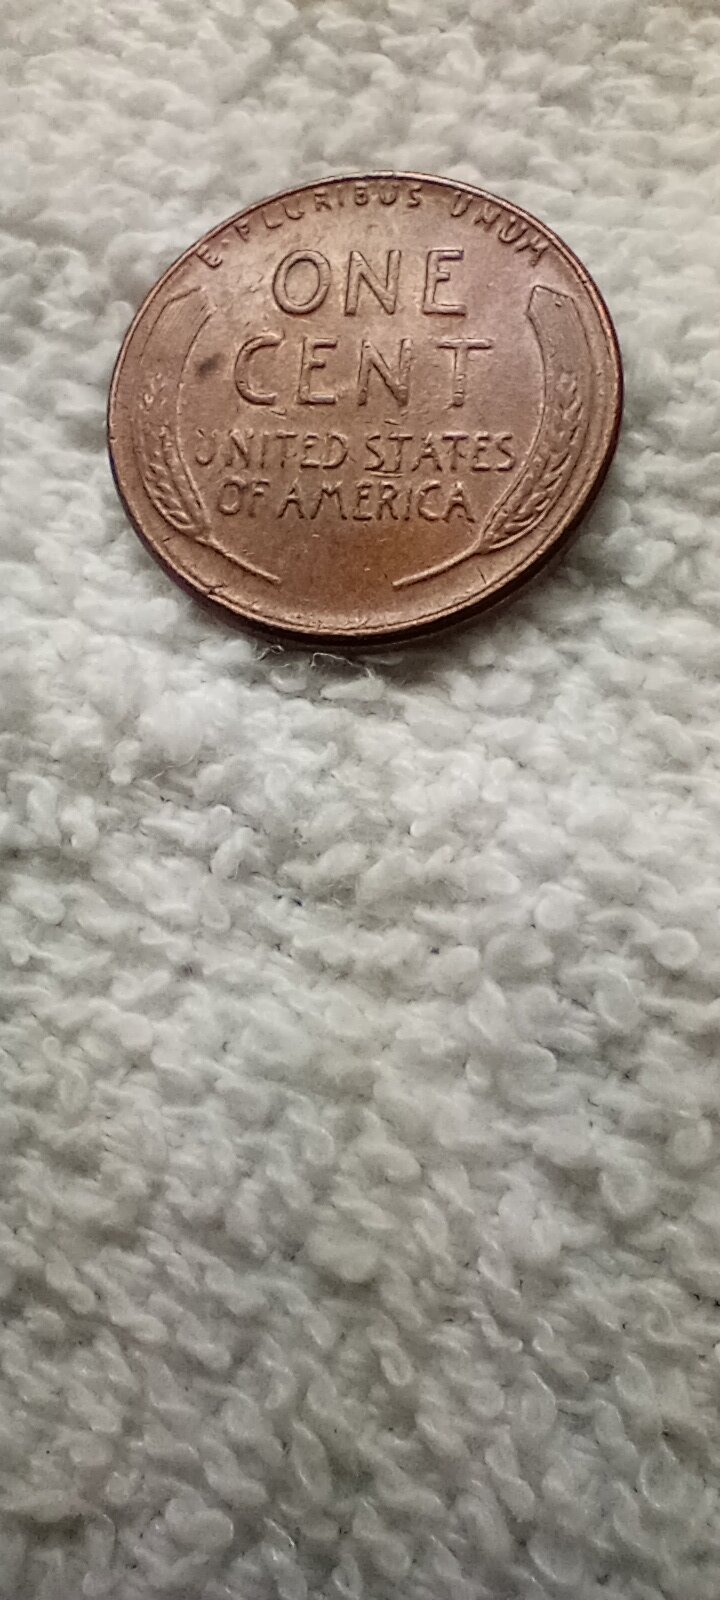 E·PLURIBUS UNUM
ONE
CENT
UNITED STATES
OF AMERICA